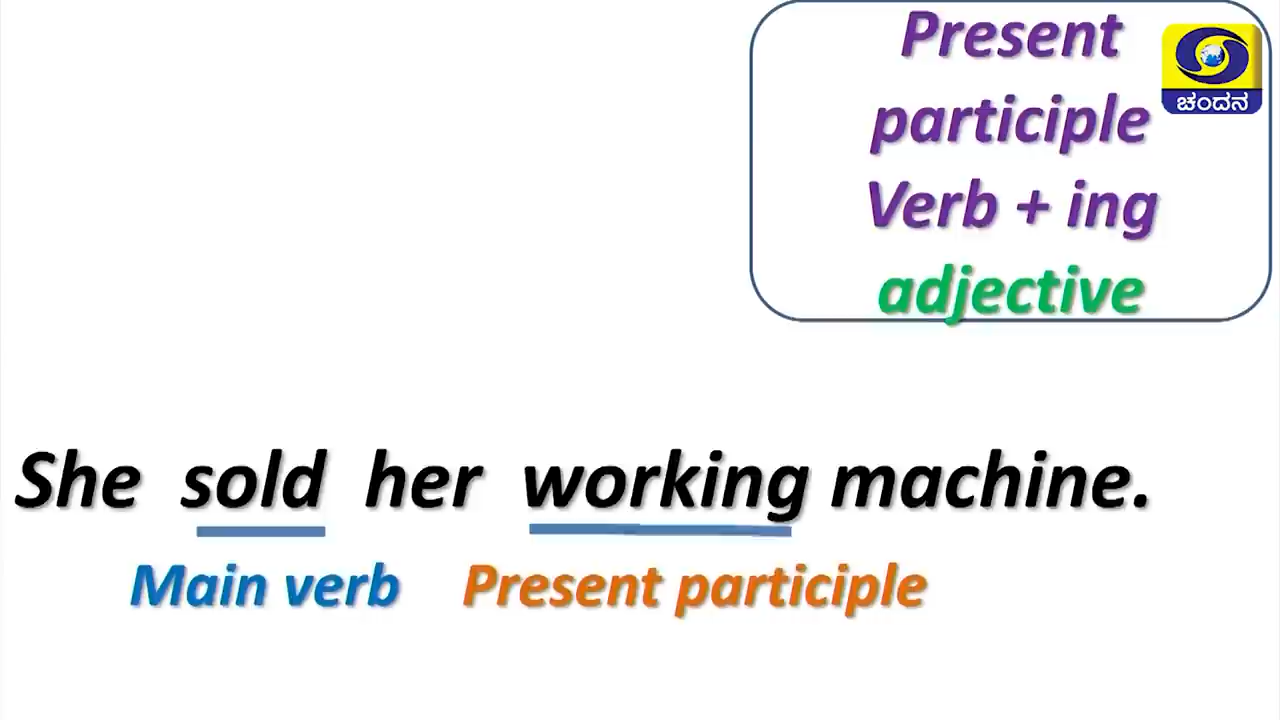 Present
participle
Verb + ing
adjective
ಚಂದನ
She sold her working machine.
Main verb Present participle